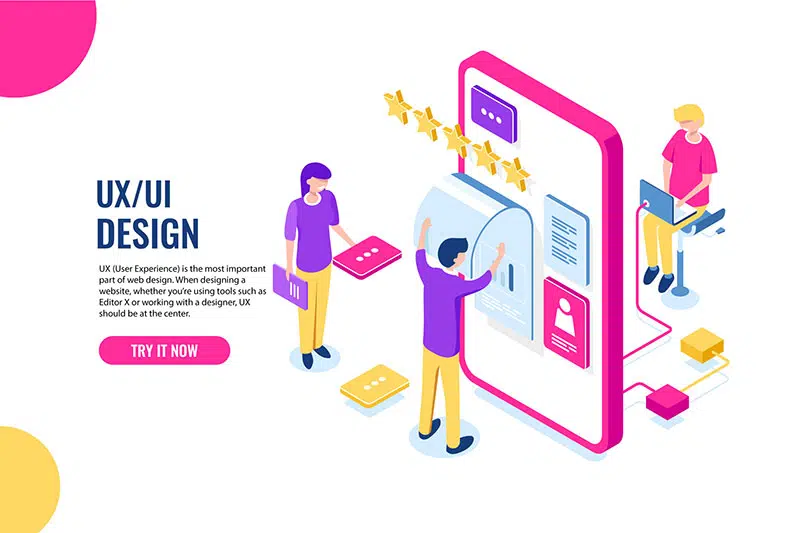 UX/UI
DESIGN
UX (User Experience) is the most important
part of web design. When designing a
website, whether you're using tools such as
Editor X or working with a designer, UX
should be at the center.
TRY IT NOW